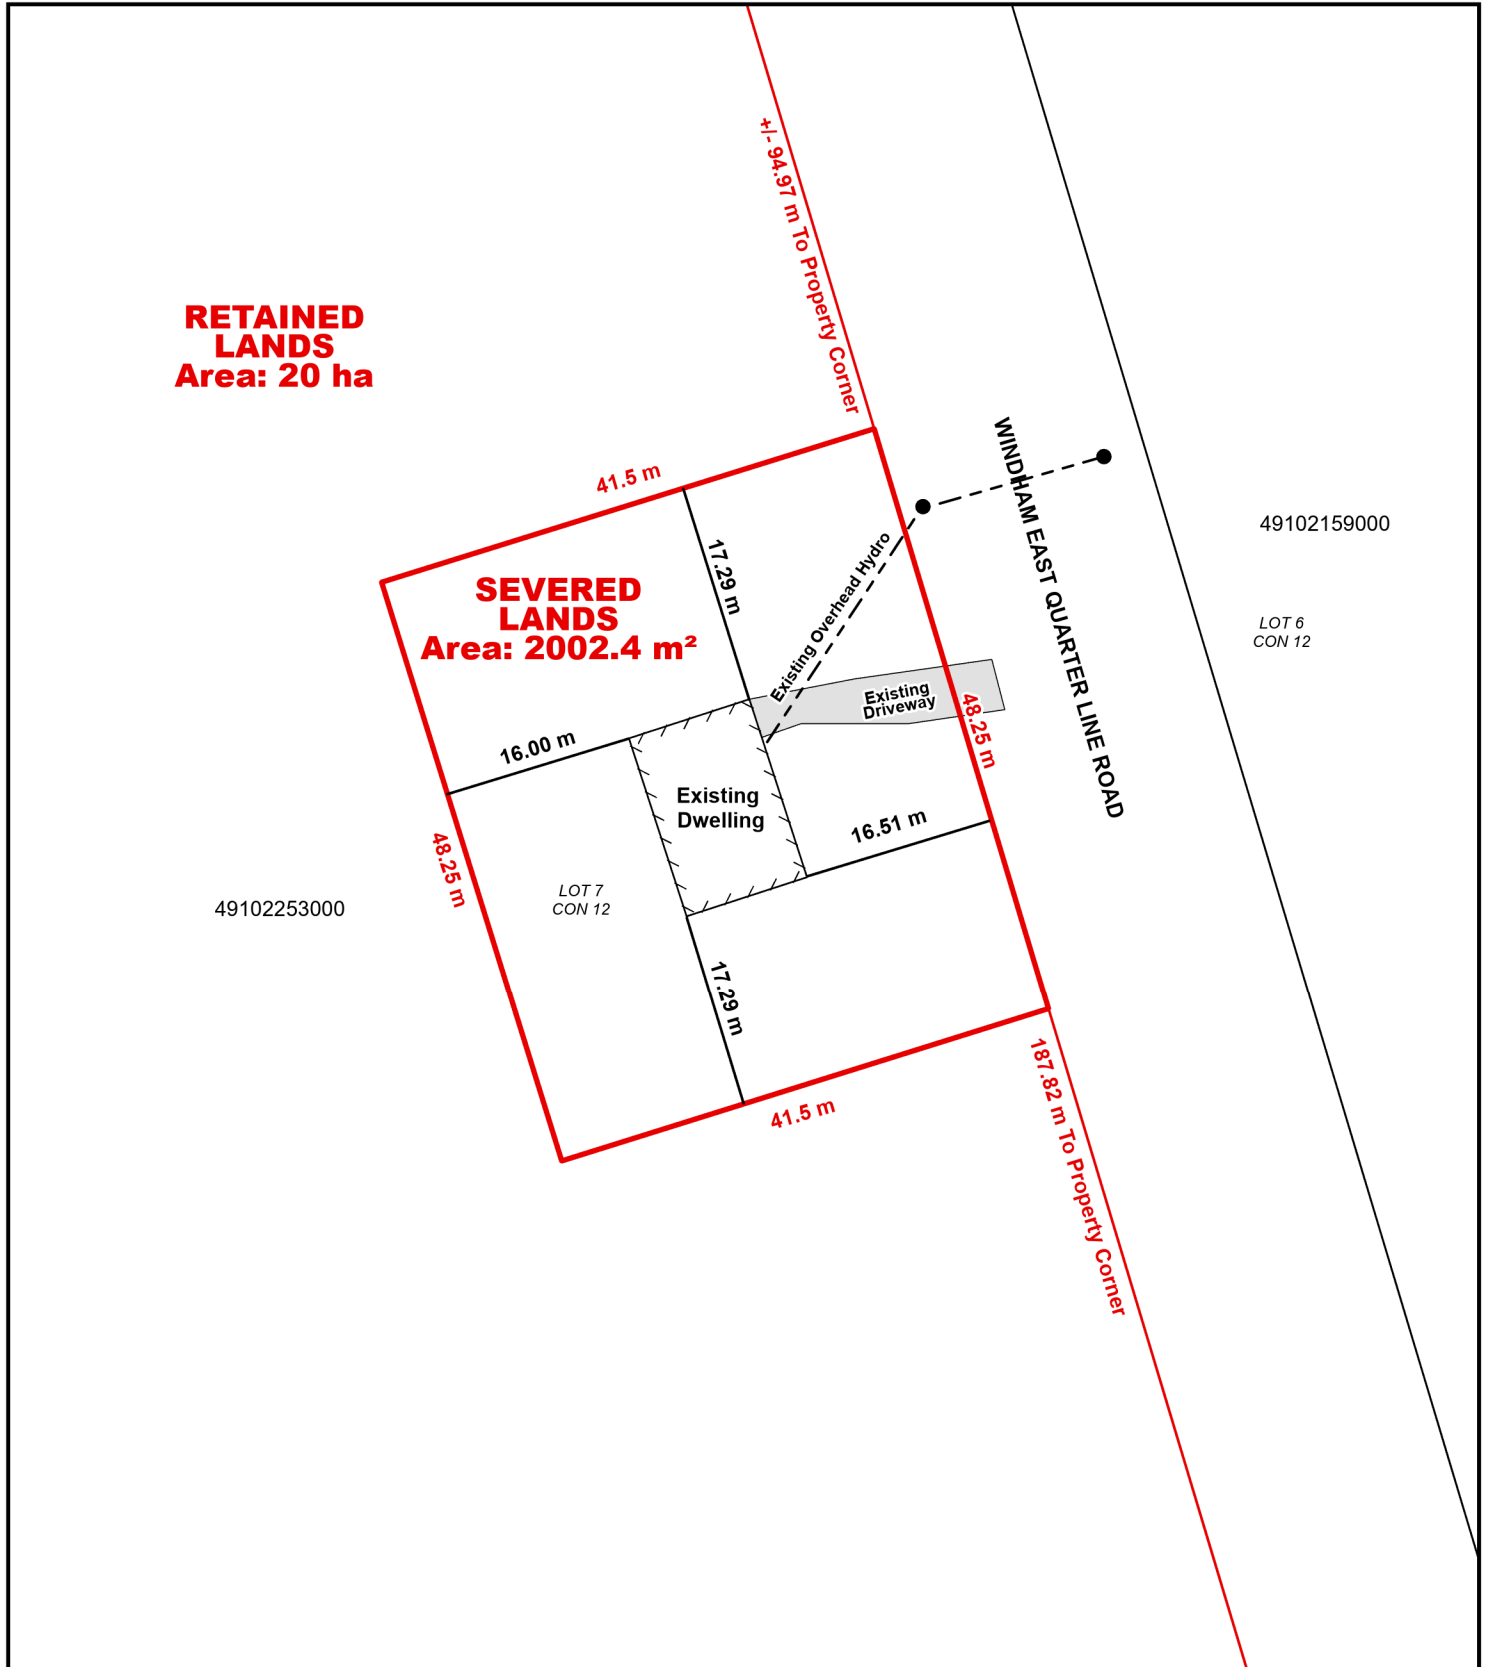 +/- 94.97 m To Property Corner
RETAINED
LANDS
Area: 20 ha
41.5 m
WINDHAM EAST QUARTER LINE ROAD
49102159000
17.29 m
Existing Overhead Hydro
SEVERED
LANDS
Area: 2002.4 m²
LOT 6
CON 12
Existing
Driveway
48.25 m
16.00 m
Existing
Dwelling
16.51 m
48.25 m
LOT 7
CON 12
49102253000
17.29 m
41.5 m
187.82 m To Property Corner